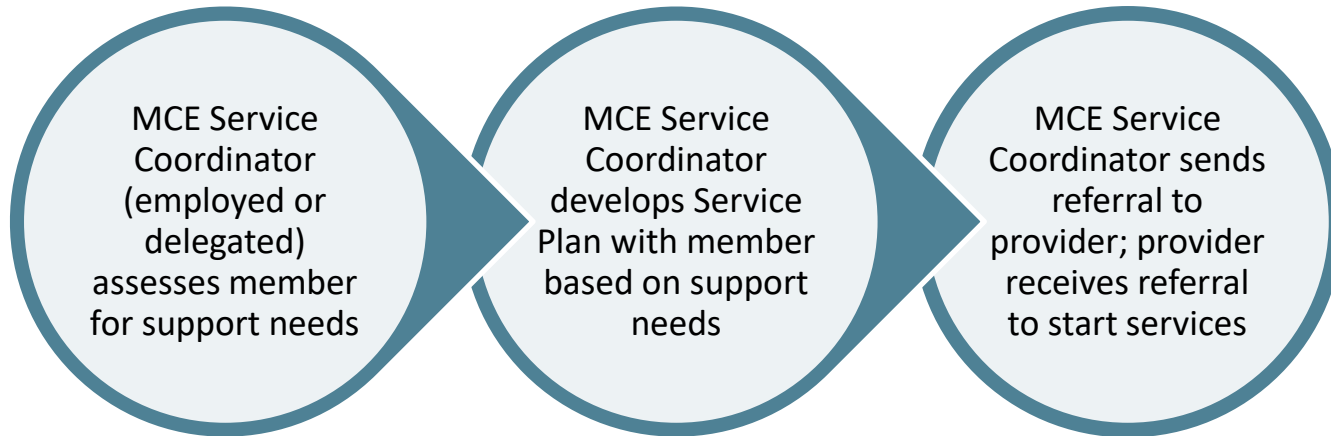 MCE Service
Coordinator
(employed or
delegated)
assesses member
for support needs
MCE Service
Coordinator
develops Service
Plan with member
based on support
needs
MCE Service
Coordinator sends
referral to
provider; provider
receives referral
to start services